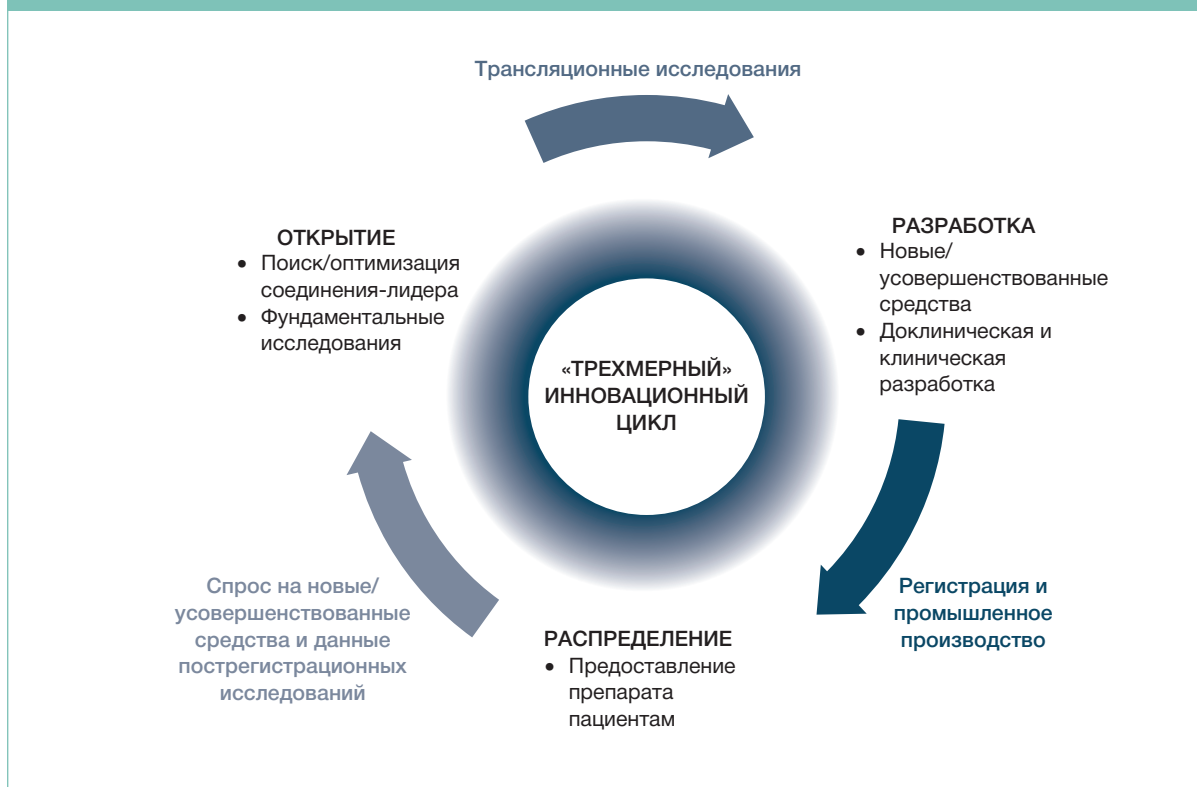 Трансляционные исследования
ОТКРЫТИЕ
• Поиск/оптимизация
соединения-лидера
• Фундаментальные
исследования
РАЗРАБОТКА
• Новые/
усовершенствованные
средства
• Доклиническая и
клиническая
разработка
«ТРЕХМЕРНЫЙ»
ИННОВАЦИОННЫЙ
ЦИКЛ
Регистрация и
промышленное
производство
РАСПРЕДЕЛЕНИЕ
• Предоставление
препарата
пациентам
Спрос на новые/
усовершенствованные
средства и данные
пострегистрационных
исследований